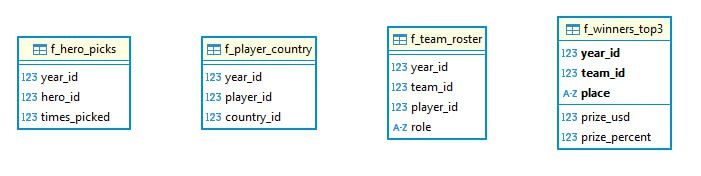 f_hero_picks
123 year_id
123 hero_id
123 times_picked
f_player_country
123 year_id
123 player_id
123 country_id
f_team_roster
123 year_id
123 team_id
123 player_id
A-Z role
f_winners_top3
123 year_id
123 team_id
A-Z place
123 prize_usd
123 prize_percent